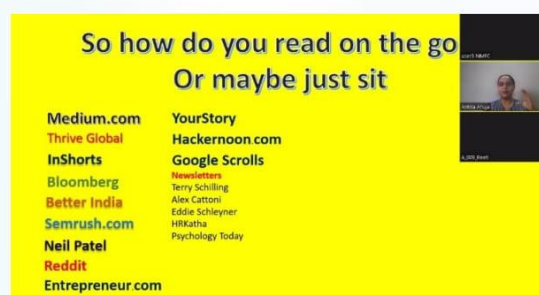 So how do you read on the go
Or maybe just sit
Medium.com
Thrive Global
InShorts
Bloomberg
Better India
Semrush.com
Neil Patel
Reddit
Entrepreneur.com
YourStory
Hackernoon.com
Google Scrolls
Newsletters
Terry Schilling
Alex Cattoni
Eddie Schleyner
HRKatha
Psychology Today